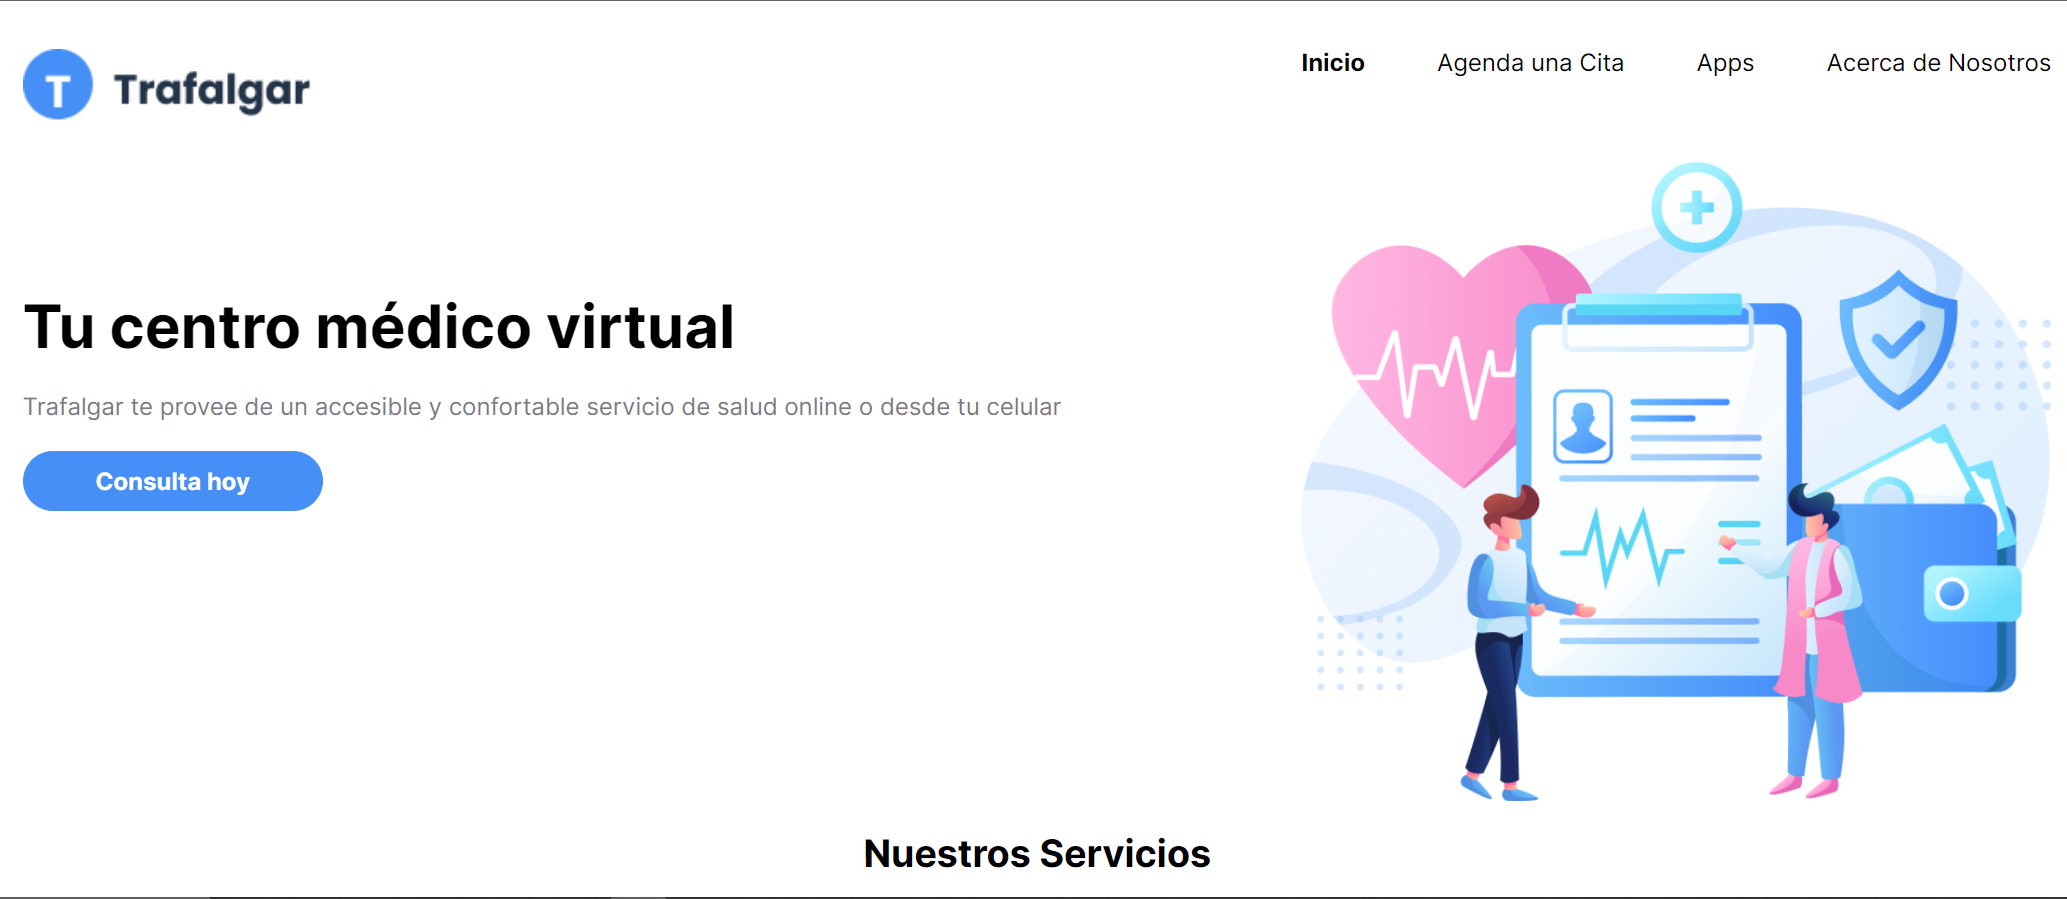 T Trafalgar
Inicio Agenda una Cita Apps Acerca de Nosotros
Tu centro médico virtual
Trafalgar te provee de un accesible y confortable servicio de salud online o desde tu celular
Consulta hoy
Nuestros Servicios